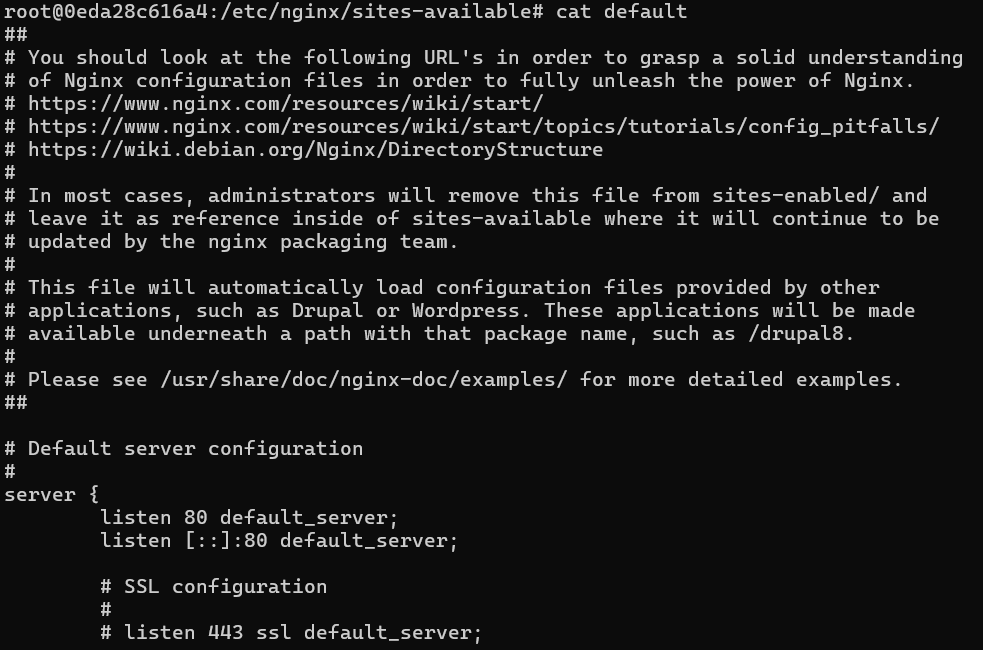 root@0eda28c616a4:/etc/nginx/sites-available# cat default
##
# You should look at the following URL's in order to grasp a solid understanding
# of Nginx configuration files in order to fully unleash the power of Nginx.
# https://www.nginx.com/resources/wiki/start/
# https://www.nginx.com/resources/wiki/start/topics/tutorials/config_pitfalls/
# https://wiki.debian.org/Nginx/DirectoryStructure
#
# In most cases, administrators will remove this file from sites-enabled/ and
# leave it as reference inside of sites-available where it will continue to be
# updated by the nginx packaging team.
#
# This file will automatically load configuration files provided by other
# applications, such as Drupal or Wordpress. These applications will be made
# available underneath a path with that package name, such as /drupal8.
#
# Please see /usr/share/doc/nginx-doc/examples/ for more detailed examples.
##

# Default server configuration
#
server {
        listen 80 default_server;
        listen [::]:80 default_server;

        # SSL configuration
        #
        # listen 443 ssl default_server;